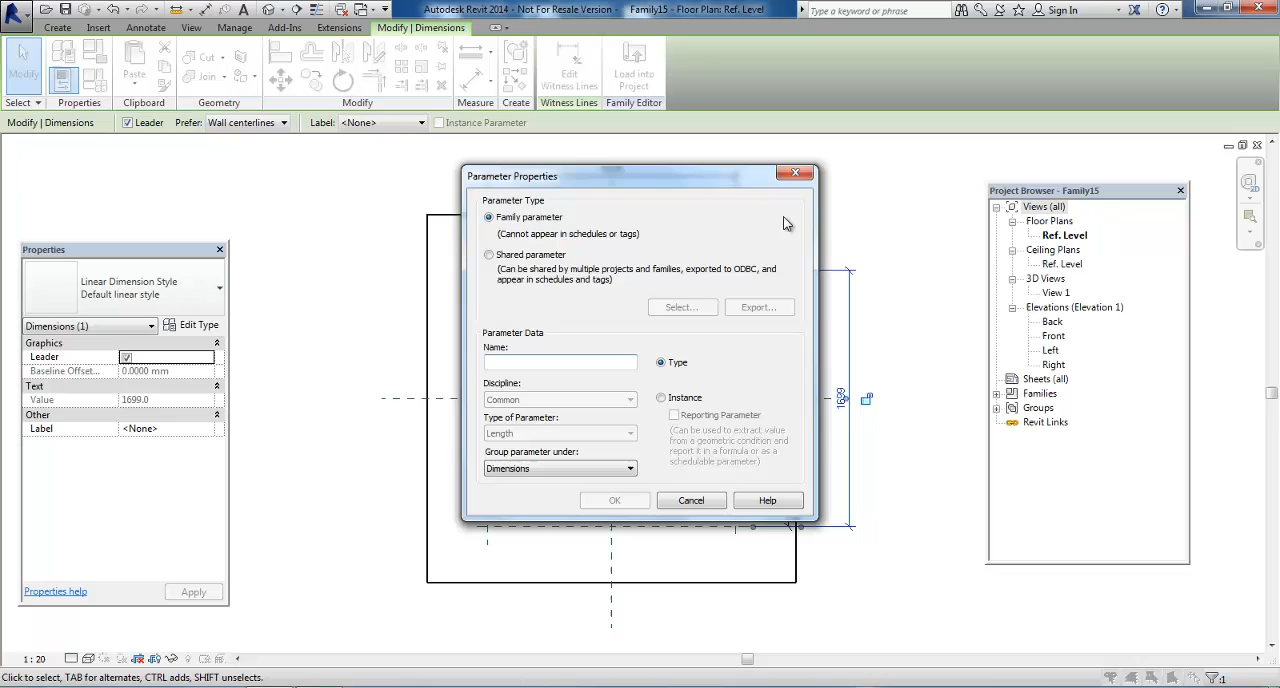 Autodesk Revit 2014 - Not For Resale Version - Family15 - Floor Plan: Ref. Level
Type a keyword or phrase
Sign In
Create Insert Annotate View Manage Add-Ins Extensions Modify | Dimensions
Modify
Paste
Cut
Join
Edit
Witness Lines
Load into
Project
Select Properties Clipboard Geometry Modify Measure Create Witness Lines Family Editor
Modify | Dimensions Leader Prefer: Wall centerlines Label: <None> Instance Parameter
Properties
Linear Dimension Style
Default linear style
Dimensions (1) Edit Type
Graphics
Leader
Baseline Offset... 0.0000 mm
Text
Value 1699.0
Other
Label <None>
Properties help Apply
Parameter Properties
Parameter Type
Family parameter
(Cannot appear in schedules or tags)
Shared parameter
(Can be shared by multiple projects and families, exported to ODBC, and
appear in schedules and tags)
Select... Export...
Parameter Data
Name:
Type
Discipline:
Common
Instance
Reporting Parameter
(Can be used to extract value
from a geometric condition and
report it in a formula or as a
schedulable parameter)
Type of Parameter:
Length
Group parameter under:
Dimensions
OK Cancel Help
1699
Project Browser - Family15
Views (all)
Floor Plans
Ref. Level
Ceiling Plans
Ref. Level
3D Views
View 1
Elevations (Elevation 1)
Back
Front
Left
Right
Sheets (all)
Families
Groups
Revit Links
2D
1 : 20
Click to select, TAB for alternates, CTRL adds, SHIFT unselects.
:1